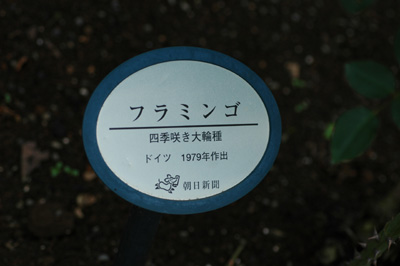 フラミンゴ
四季咲き大輪種
ドイツ 1979年作出
朝日新聞